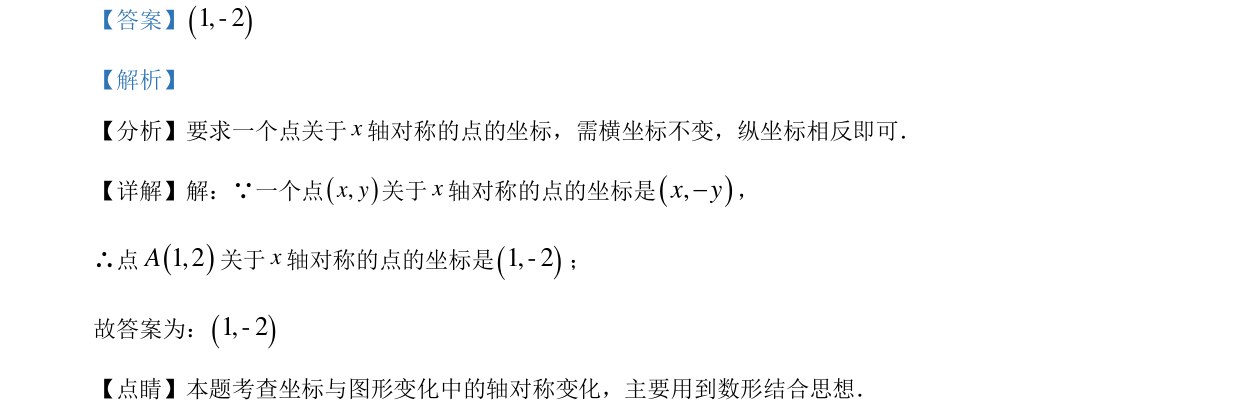 【答案】(1,-2)
【解析】
【分析】要求一个点关于 x 轴对称的点的坐标，需横坐标不变，纵坐标相反即可．
【详解】解：∵一个点(x,y)关于 x 轴对称的点的坐标是(x,−y)，
∴点 A(1,2) 关于 x 轴对称的点的坐标是(1,-2)；
故答案为：(1,-2)
【点睛】本题考查坐标与图形变化中的轴对称变化，主要用到数形结合思想．